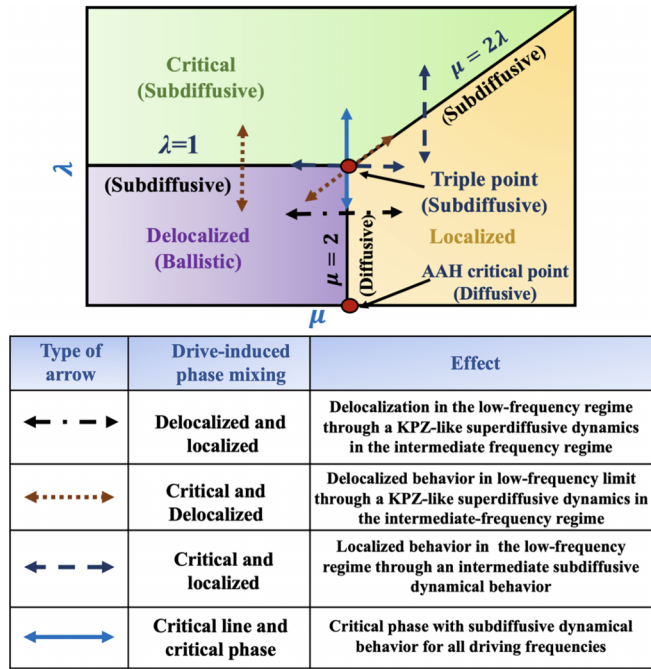 Critical
(Subdiffusive)
μ = 2λ
(Subdiffusive)
λ=1
λ
(Subdiffusive)
Triple point
(Subdiffusive)
Delocalized
(Ballistic)
μ = 2
(Diffusive)
Localized
AAH critical point
(Diffusive)
μ
Type of
arrow
Drive-induced
phase mixing
Effect
Delocalized and
localized
Delocalization in the low-frequency regime
through a KPZ-like superdiffusive dynamics
in the intermediate frequency regime
Critical and
Delocalized
Delocalized behavior in low-frequency limit
through a KPZ-like superdiffusive dynamics in
the intermediate-frequency regime
Critical and
localized
Localized behavior in the low-frequency
regime through an intermediate subdiffusive
dynamical behavior
Critical line and
critical phase
Critical phase with subdiffusive dynamical
behavior for all driving frequencies